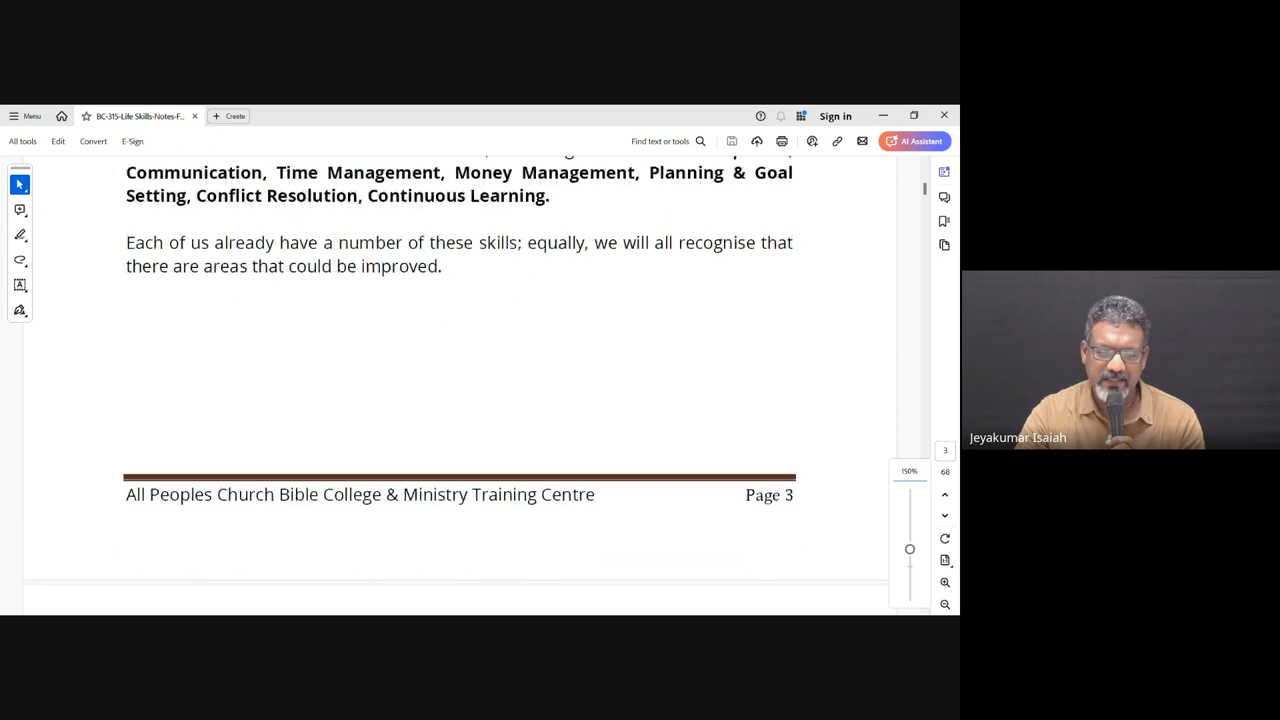 Menu
BC-315-Life Skills-Notes-F...
Create
Sign in
All tools Edit Convert E-Sign
Find text or tools
AI Assistant
Communication, Time Management, Money Management, Planning & Goal
Setting, Conflict Resolution, Continuous Learning.
Each of us already have a number of these skills; equally, we will all recognise that
there are areas that could be improved.
Jeyakumar Isaiah
3
150%
68
All Peoples Church Bible College & Ministry Training Centre Page 3